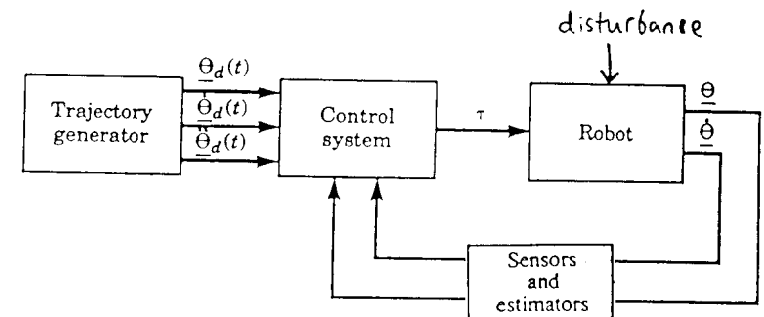 disturbance
Θ_d(t)
Θ̇_d(t)
Θ̈_d(t)
Trajectory
generator
Control
system
τ
Robot
Θ
Θ̇
Sensors
and
estimators